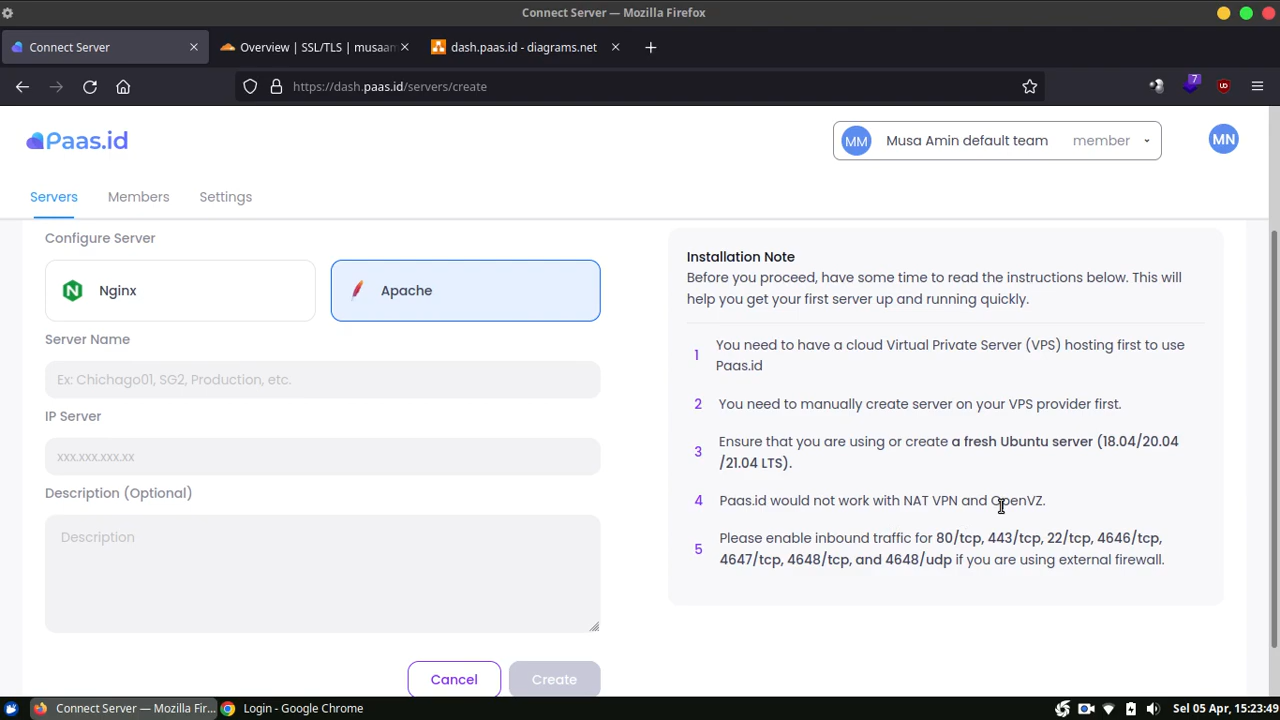 Connect Server — Mozilla Firefox
Connect Server
Overview | SSL/TLS | musaam
dash.paas.id - diagrams.net
https://dash.paas.id/servers/create
7
Paas.id
MM
Musa Amin default team
member
MN
Servers
Members
Settings
Configure Server
Nginx
Apache
Server Name
Ex: Chichago01, SG2, Production, etc.
IP Server
xxx.xxx.xxx.xx
Description (Optional)
Description
Cancel
Create
Installation Note
Before you proceed, have some time to read the instructions below. This will
help you get your first server up and running quickly.
1 You need to have a cloud Virtual Private Server (VPS) hosting first to use
Paas.id
2 You need to manually create server on your VPS provider first.
3 Ensure that you are using or create a fresh Ubuntu server (18.04/20.04
/21.04 LTS).
4 Paas.id would not work with NAT VPN and OpenVZ.
5 Please enable inbound traffic for 80/tcp, 443/tcp, 22/tcp, 4646/tcp,
4647/tcp, 4648/tcp, and 4648/udp if you are using external firewall.
Connect Server — Mozilla Fir...
Login - Google Chrome
Sel 05 Apr, 15:23:49